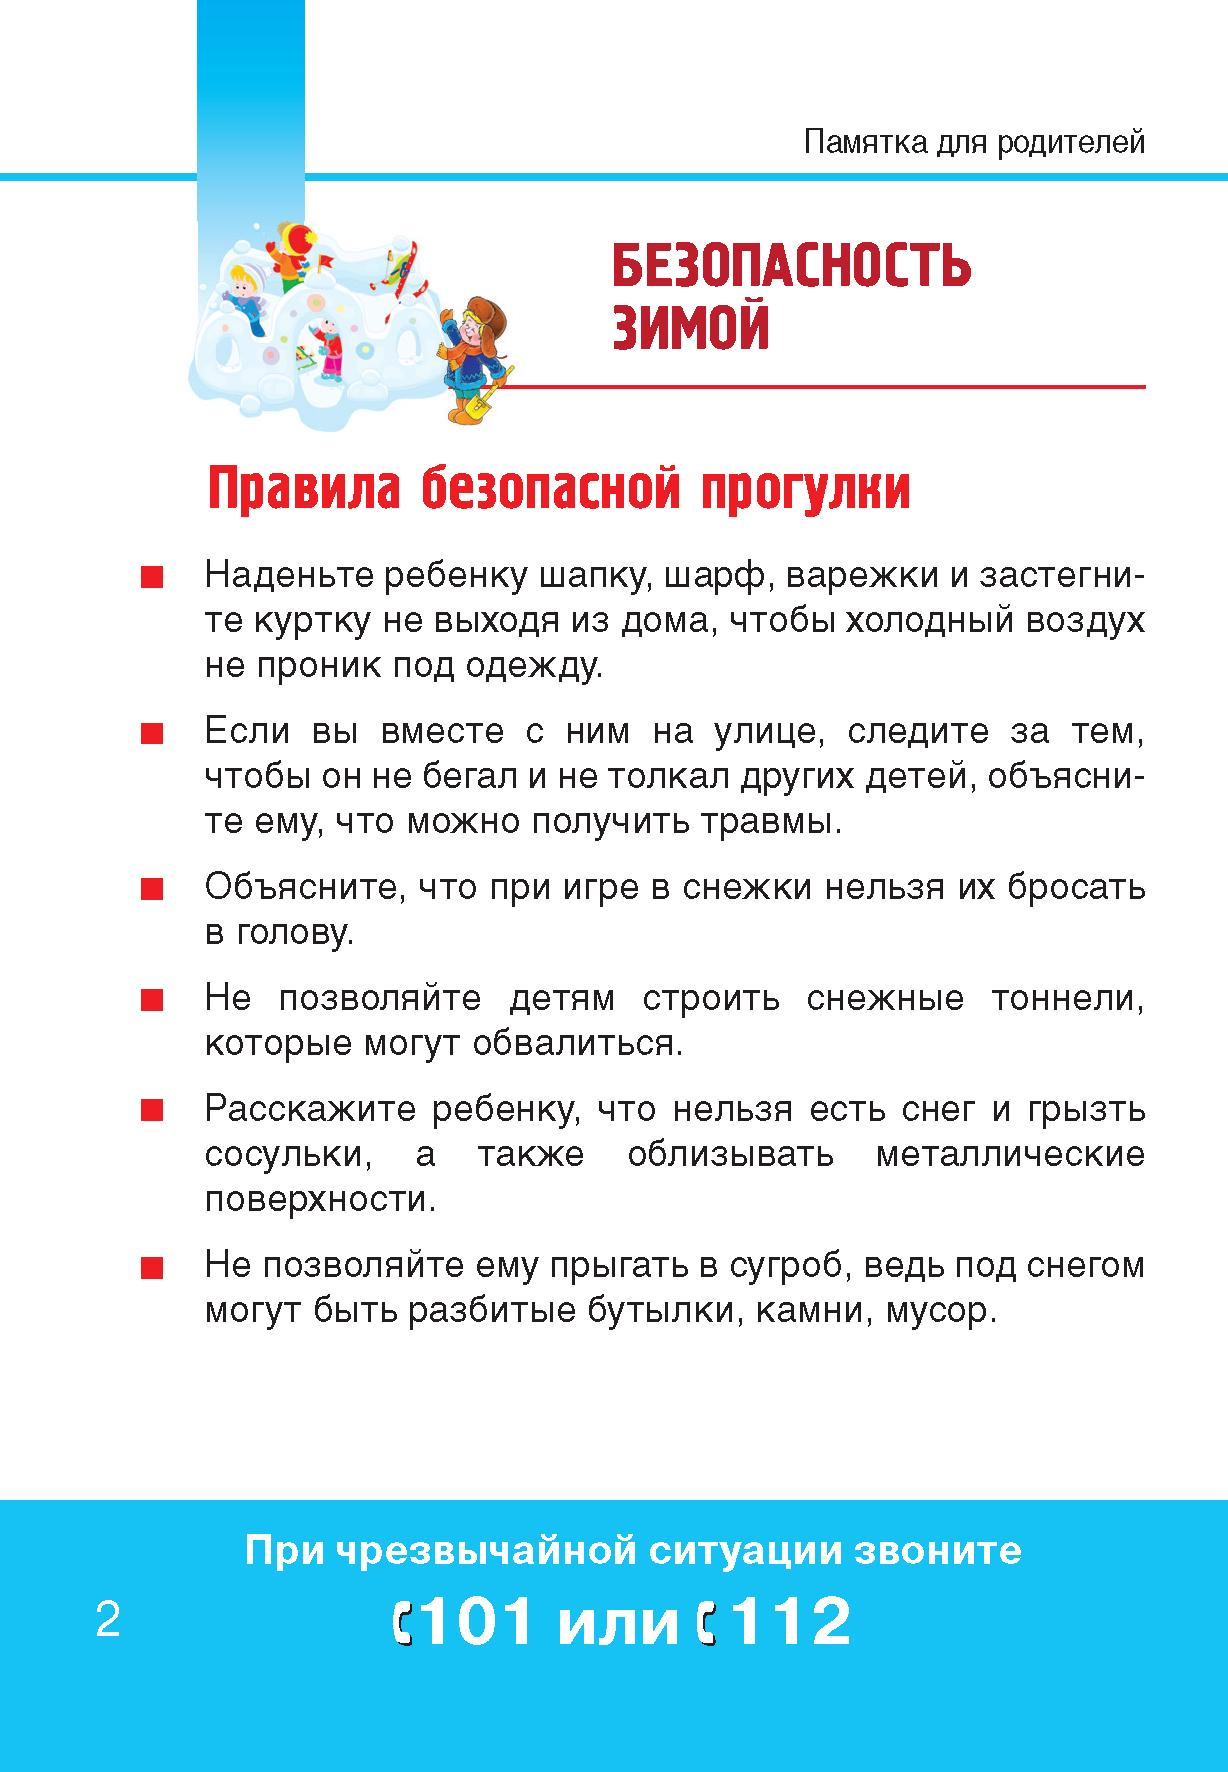 Памятка для родителей
БЕЗОПАСНОСТЬ
ЗИМОЙ
Правила безопасной прогулки
Наденьте ребенку шапку, шарф, варежки и застегни-
те куртку не выходя из дома, чтобы холодный воздух
не проник под одежду.
Если вы вместе с ним на улице, следите за тем,
чтобы он не бегал и не толкал других детей, объясни-
те ему, что можно получить травмы.
Объясните, что при игре в снежки нельзя их бросать
в голову.
Не позволяйте детям строить снежные тоннели,
которые могут обвалиться.
Расскажите ребенку, что нельзя есть снег и грызть
сосульки, а также облизывать металлические
поверхности.
Не позволяйте ему прыгать в сугроб, ведь под снегом
могут быть разбитые бутылки, камни, мусор.
При чрезвычайной ситуации звоните
101 или 112
2